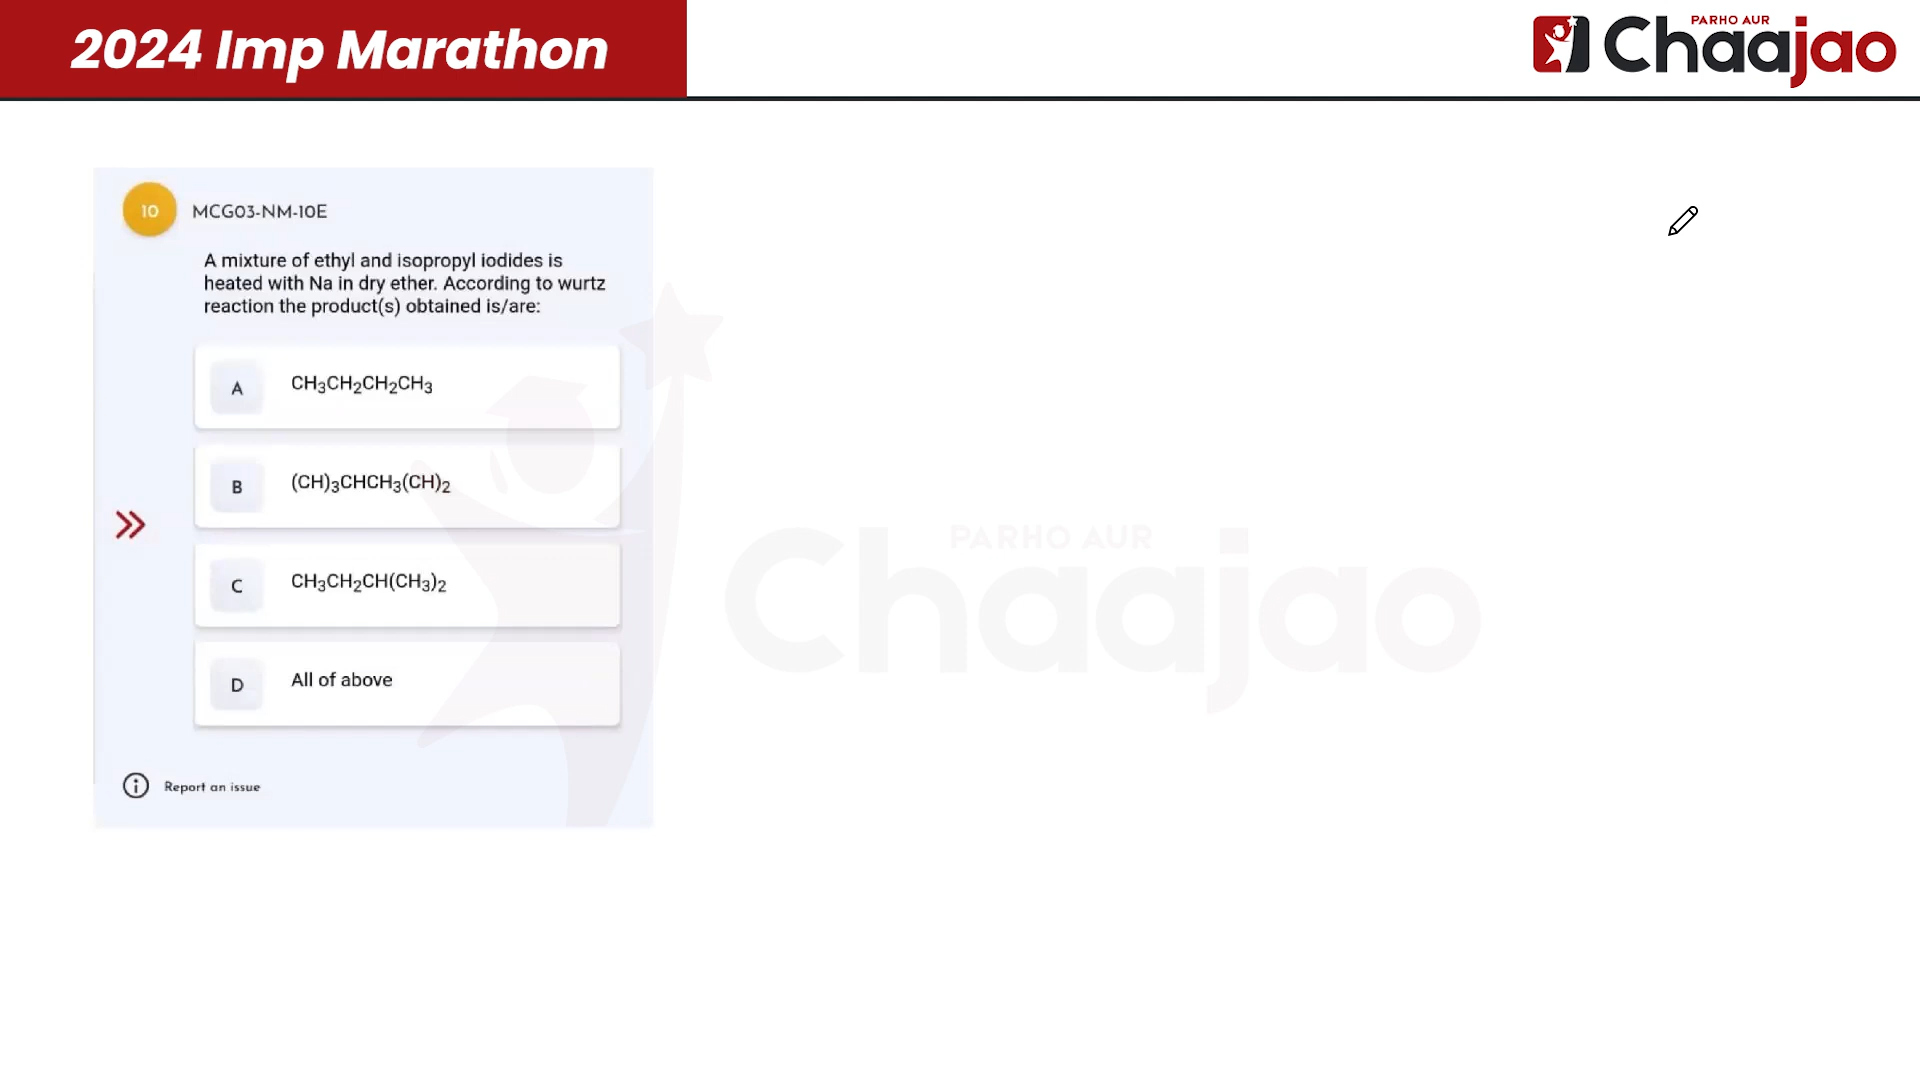 2024 Imp Marathon
PARHO AUR
Chaajao
10
MCG03-NM-10E
A mixture of ethyl and isopropyl iodides is
heated with Na in dry ether. According to wurtz
reaction the product(s) obtained is/are:
A CH₃CH₂CH₂CH₃
B (CH)₃CHCH₃(CH)₂
C CH₃CH₂CH(CH₃)₂
D All of above
Report an issue
PARHO AUR
Chaajao